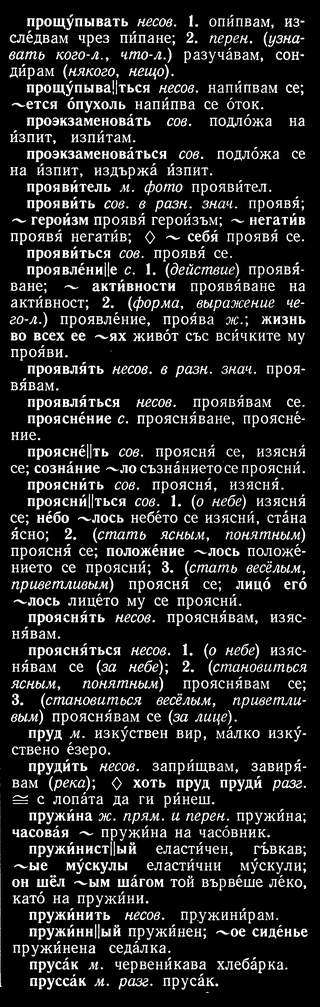 прощу́пывать несов. 1. опи́пвам, из-
сле́двам чрез пи́пане; 2. перен. (узна-
вать кого-л., что-л.) разуча́вам, сон-
ди́рам (някого, нещо).
прощу́пыва||ться несов. напи́пвам се;
~ется о́пухоль напи́пва се о́ток.
проэкзаменова́ть сов. подло́жа на
и́зпит, изпи́там.
проэкзаменова́ться сов. подло́жа се
на и́зпит, издържа́ и́зпит.
прояви́тель м. фото прояви́тел.
прояви́ть сов. в разн. знач. проявя́;
~ герои́зм проявя́ герои́зъм; ~ негати́в
проявя́ негати́в; ◊ ~ себя́ проявя́ се.
прояви́ться сов. проявя́ се.
проявле́ни||е с. 1. (действие) проявя́-
ване; ~ акти́вности проявя́ване на
акти́вност; 2. (форма, выражение че-
го-л.) проявле́ние, проя́ва ж.; жизнь
во всех ее ~ях живо́т със вси́чките му
проя́ви.
проявля́ть несов. в разн. знач. проя-
вя́вам.
проявля́ться несов. проявя́вам се.
проясне́ние с. проясня́ване, проясне́-
ние.
проясне́||ть сов. проясня́ се, изясня́
се; созна́ние ~ло съзна́нието се проясни́.
проясни́ть сов. проясня́, изясня́.
проясни́||ться сов. 1. (о небе) изясня́
се; не́бо ~лось небе́то се изясни́, ста́на
я́сно; 2. (стать ясным, понятным)
проясня́ се; положе́ние ~лось положе́-
нието се проясни́; 3. (стать весёлым,
приветливым) проясня́ се; лицо́ его́
~лось лице́то му се проясни́.
проясня́ть несов. проясня́вам, изяс-
ня́вам.
проясня́ться несов. 1. (о небе) изяс-
ня́вам се (за небе); 2. (становиться
ясным, понятным) проясня́вам се;
3. (становиться весёлым, приветли-
вым) проясня́вам се (за лице).
пруд м. изку́ствен вир, ма́лко изку́-
ствено е́зеро.
пруди́ть несов. запри́щвам, завиря́-
вам (река); ◊ хоть пруд пруди́ разг.
≅ с лопа́та да ги ри́неш.
пружи́на ж. прям. и перен. пружи́на;
часова́я ~ пружи́на на часо́вник.
пружи́нист||ый еласти́чен, гъ́вкав;
~ые му́скулы еласти́чни му́скули;
он шёл ~ым ша́гом той върве́ше ле́ко,
като́ на пружи́ни.
пружи́нить несов. пружини́рам.
пружи́нн||ый пружи́нен; ~ое сиде́нье
пружи́нена седа́лка.
пруса́к м. червени́кава хлеба́рка.
прусса́к м. разг. пруса́к.